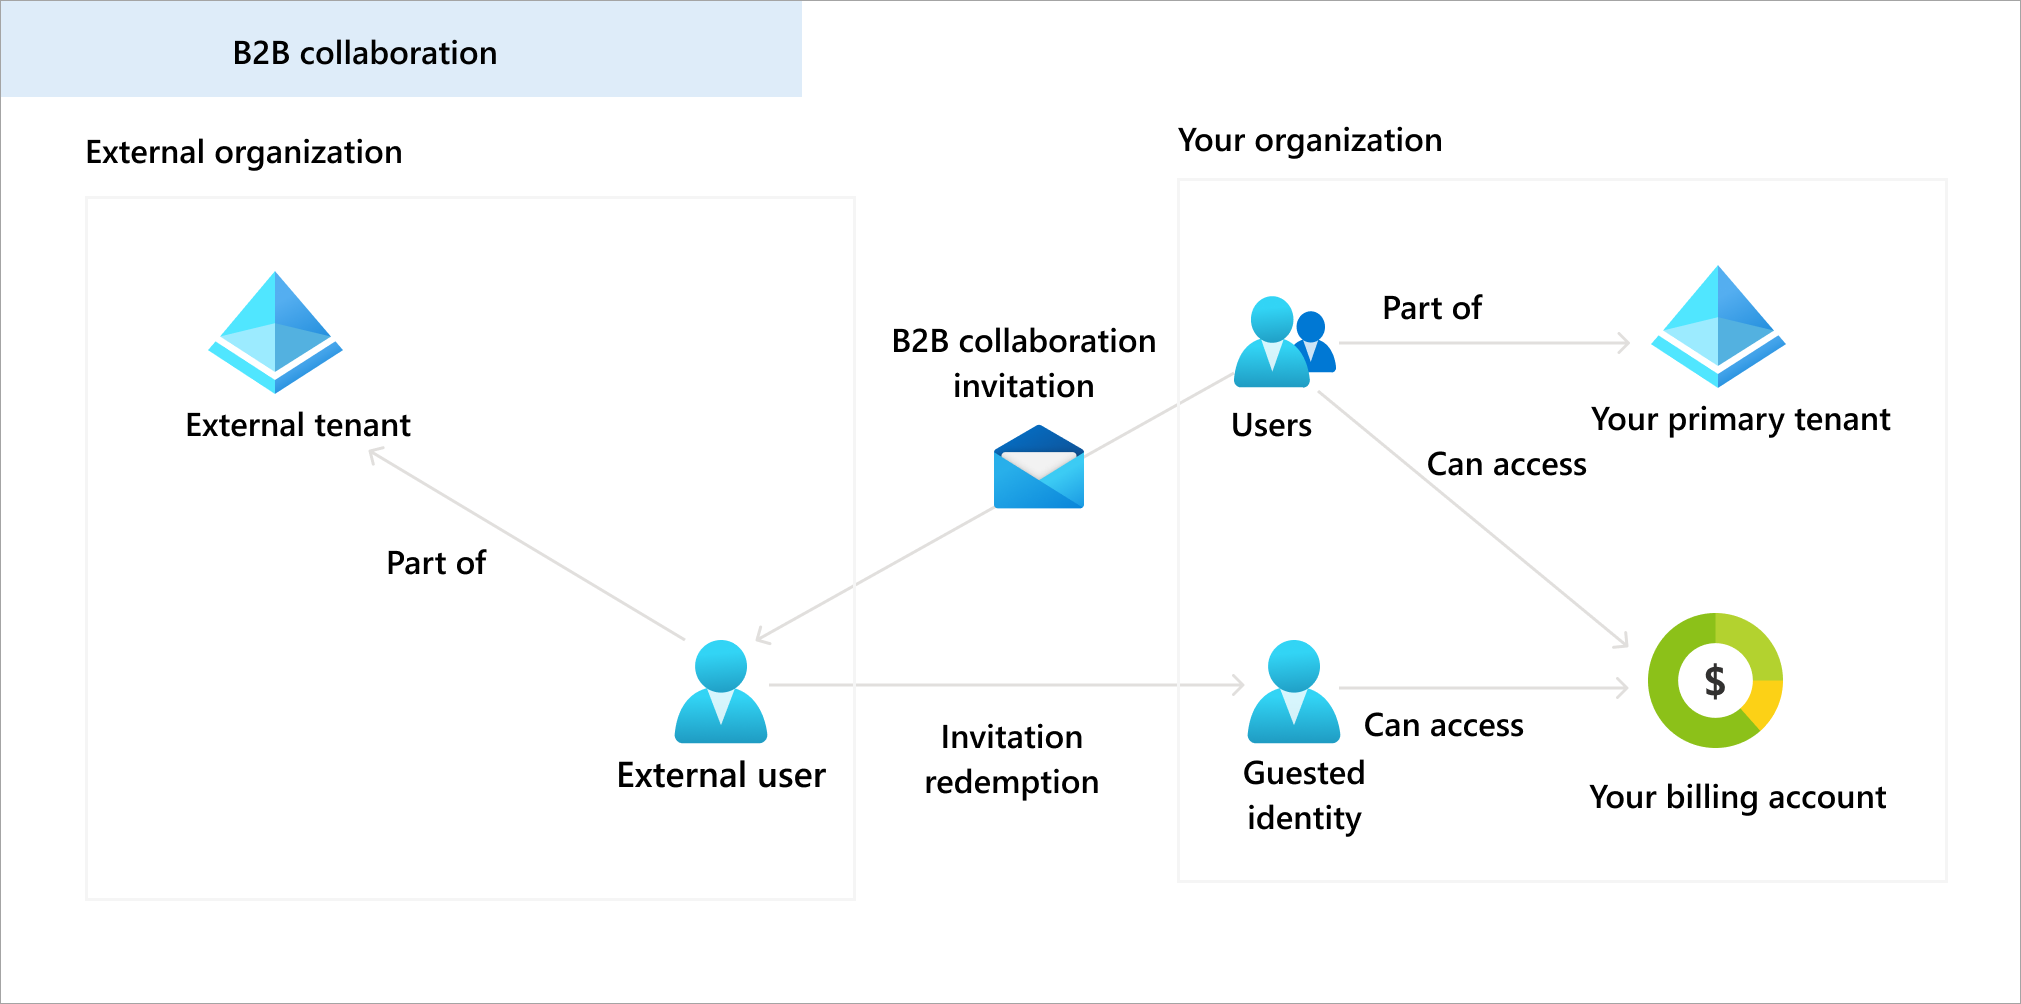 B2B collaboration
External organization
Your organization
External tenant
B2B collaboration
invitation
Users
Part of
Your primary tenant
Can access
Part of
External user
Invitation
redemption
Guested
identity
Can access
$
Your billing account